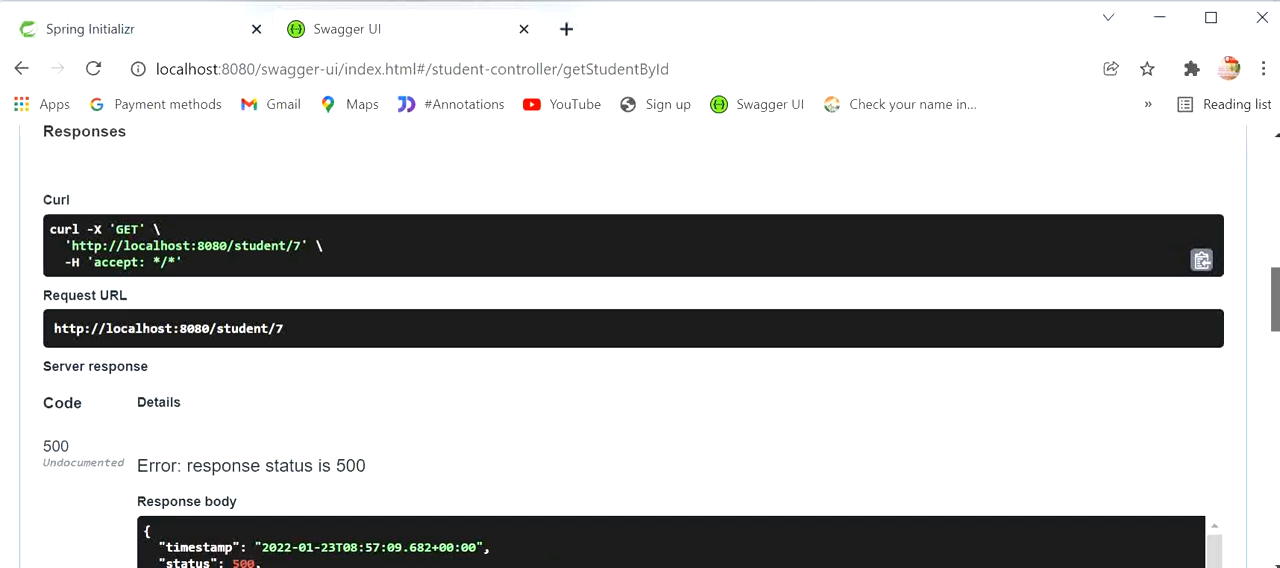 Spring Initializr
Swagger UI
localhost:8080/swagger-ui/index.html#/student-controller/getStudentById
Apps Payment methods Gmail Maps #Annotations YouTube Sign up Swagger UI Check your name in... » Reading list
Responses
Curl
curl -X 'GET' \
'http://localhost:8080/student/7' \
-H 'accept: */*'
Request URL
http://localhost:8080/student/7
Server response
Code Details
500
Undocumented
Error: response status is 500
Response body
{
"timestamp": "2022-01-23T08:57:09.682+00:00",
"status": 500,